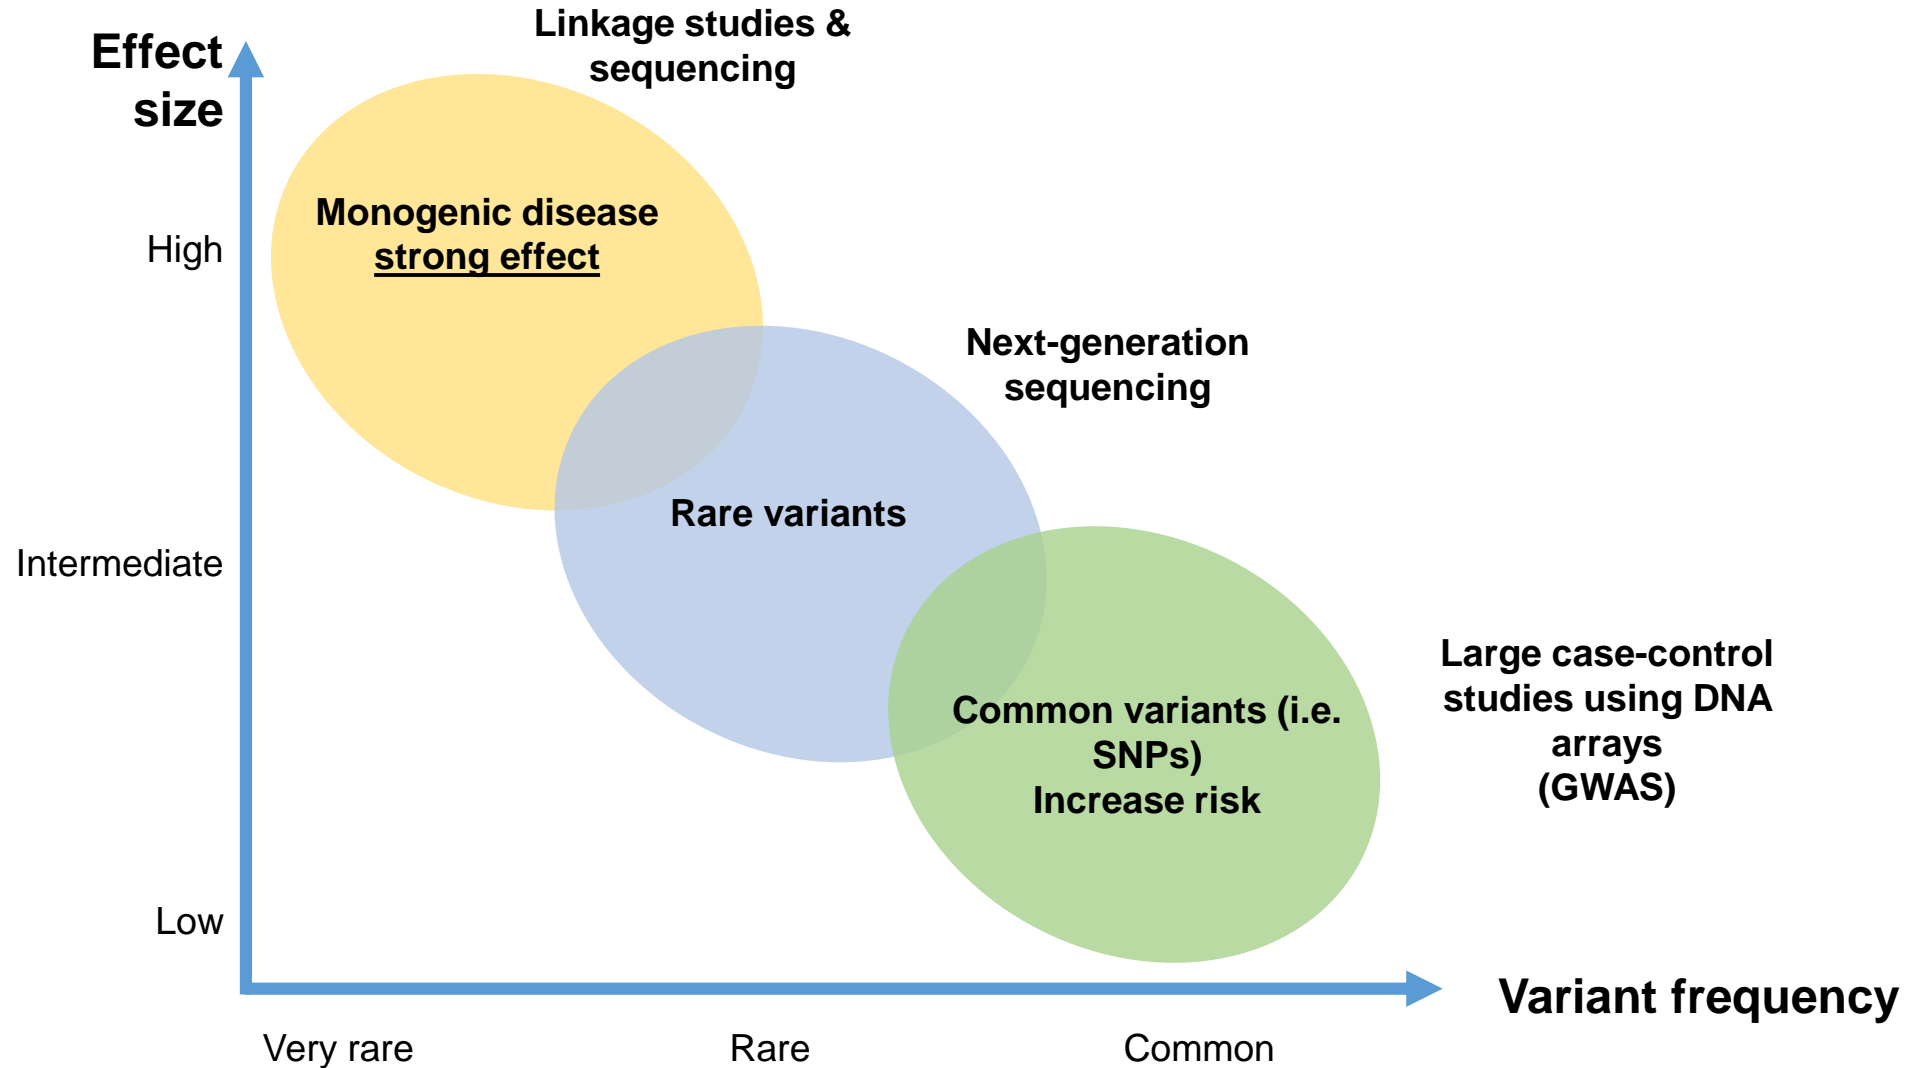 Linkage studies &
sequencing
Effect
size
Monogenic disease
strong effect
High
Next-generation
sequencing
Rare variants
Intermediate
Large case-control
studies using DNA
arrays
(GWAS)
Common variants (i.e.
SNPs)
Increase risk
Low
Variant frequency
Very rare
Rare
Common